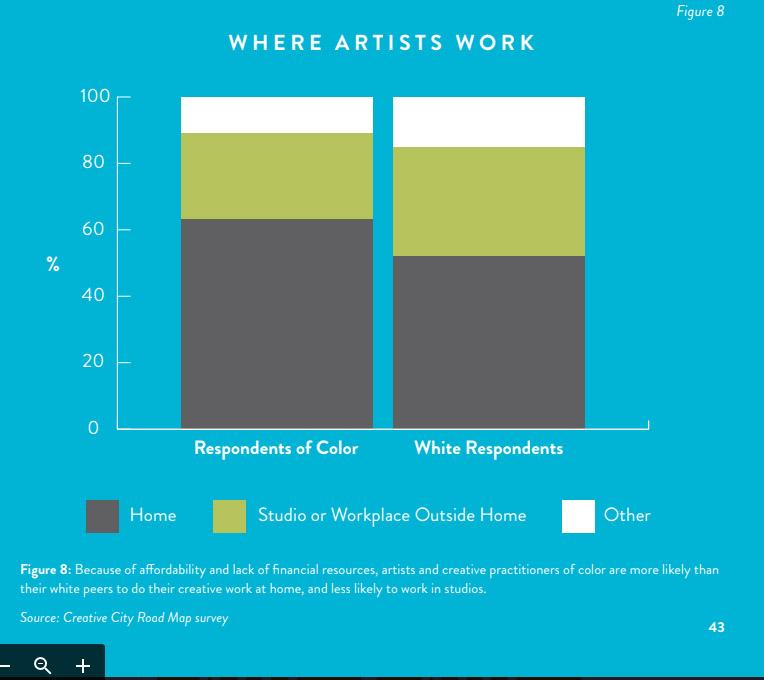 Figure 8
WHERE ARTISTS WORK
100
80
60
%
40
20
0
Respondents of Color
White Respondents
Home
Studio or Workplace Outside Home
Other
Figure 8: Because of affordability and lack of financial resources, artists and creative practitioners of color are more likely than
their white peers to do their creative work at home, and less likely to work in studios.
Source: Creative City Road Map survey
43